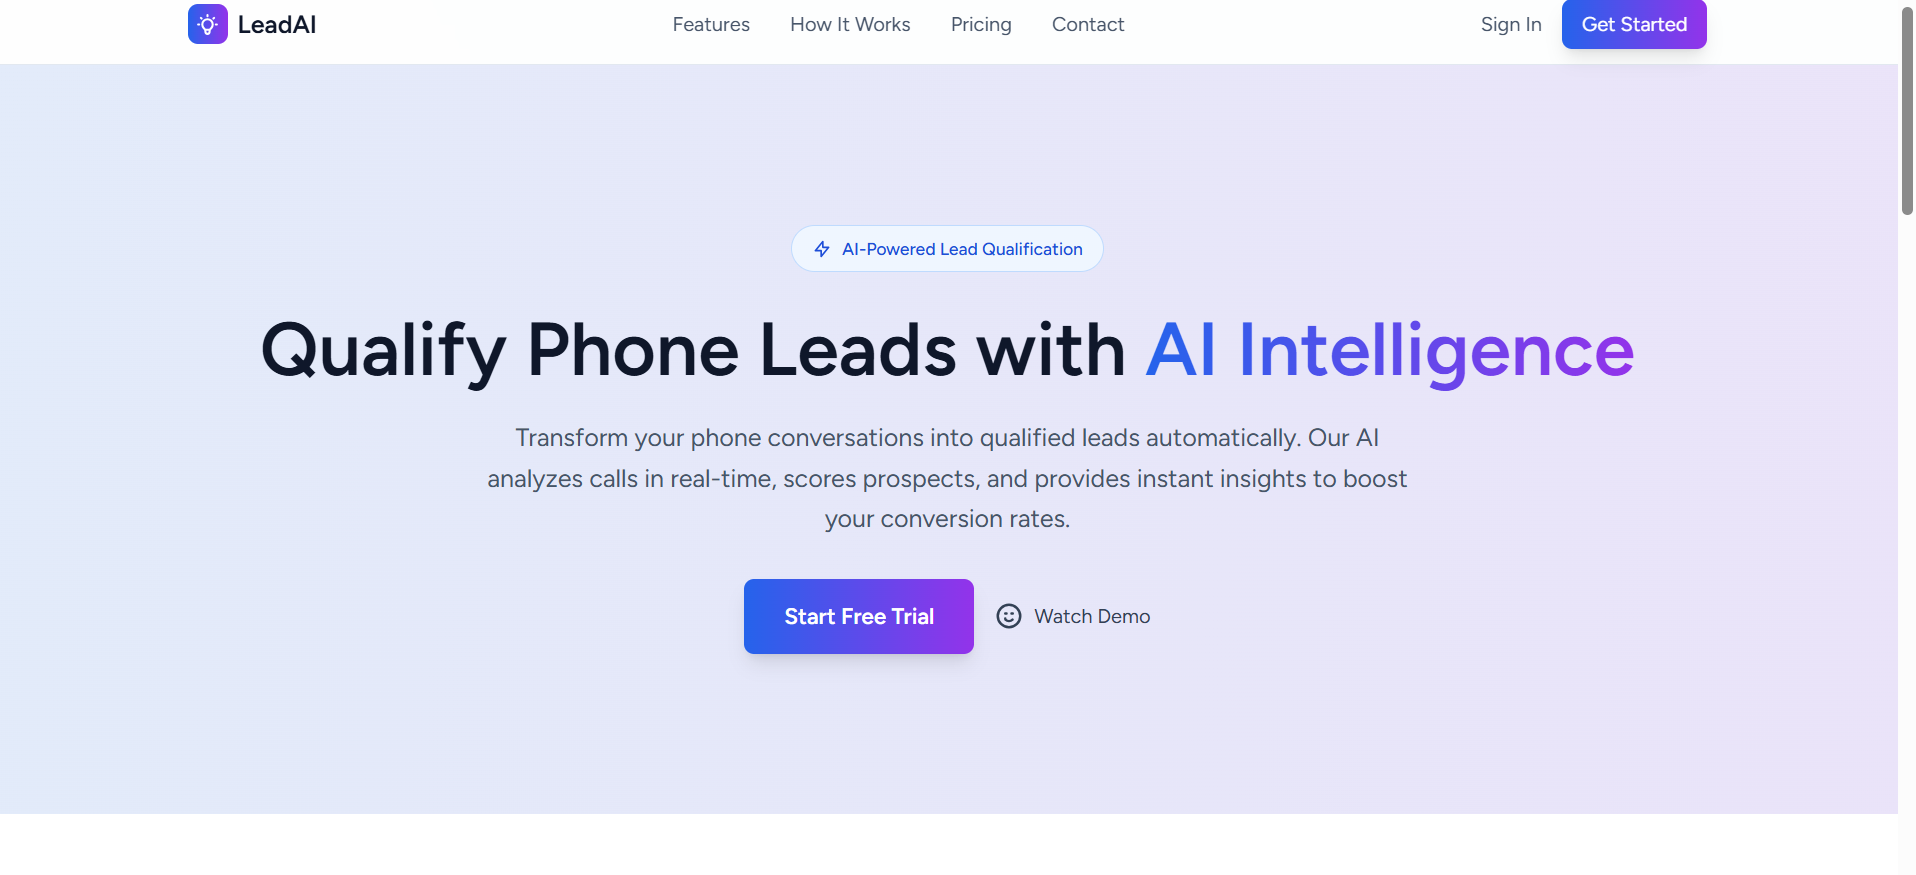 LeadAI
Features
How It Works
Pricing
Contact
Sign In
Get Started
AI-Powered Lead Qualification
Qualify Phone Leads with AI Intelligence
Transform your phone conversations into qualified leads automatically. Our AI
analyzes calls in real-time, scores prospects, and provides instant insights to boost
your conversion rates.
Start Free Trial
Watch Demo